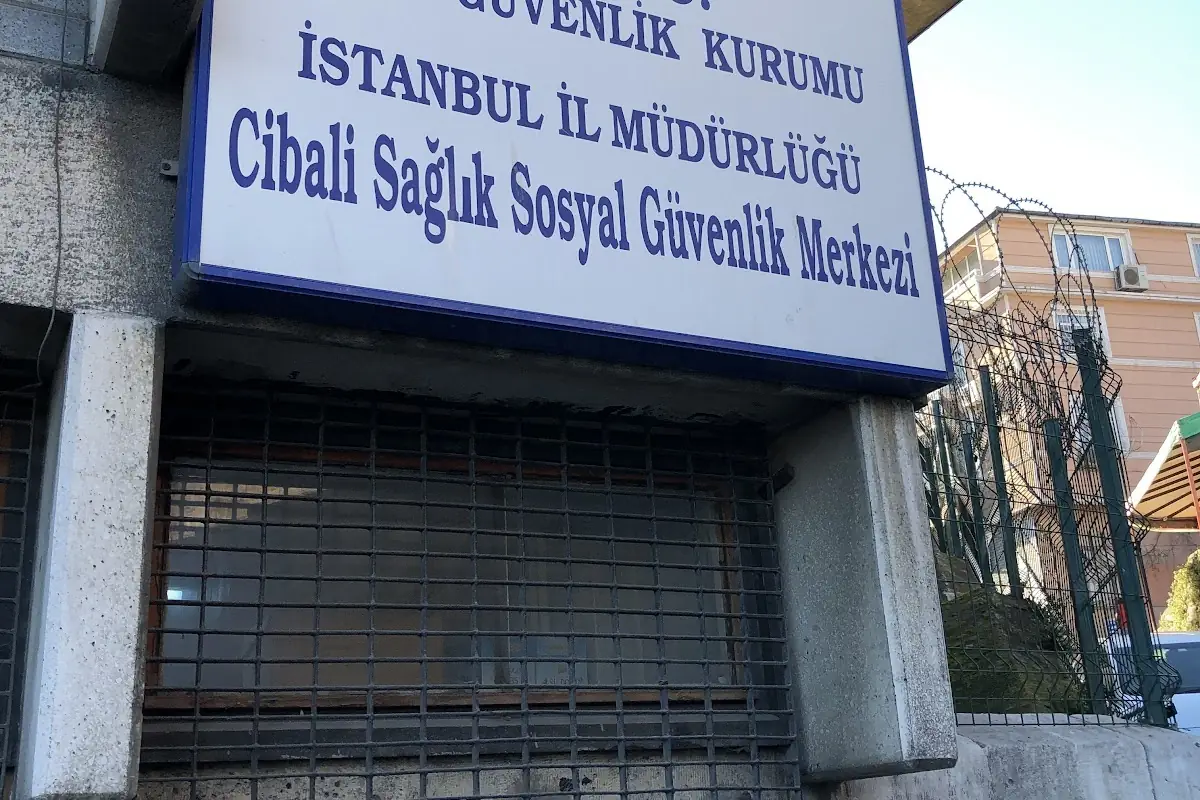 GÜVENLİK KURUMU
İSTANBUL İL MÜDÜRLÜĞÜ
Cibali Sağlık Sosyal Güvenlik Merkezi